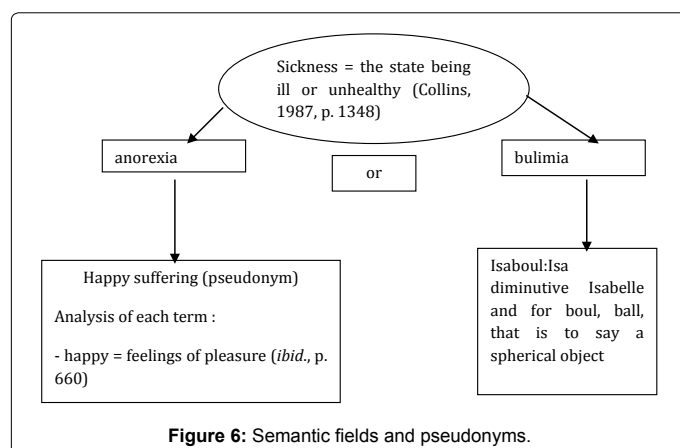 Sickness = the state being
ill or unhealthy (Collins,
1987, p. 1348)
anorexia
or
bulimia
Happy suffering (pseudonym)
Analysis of each term :
- happy = feelings of pleasure (ibid., p.
660)
Isaboul:Isa
diminutive Isabelle
and for boul, ball,
that is to say a
spherical object
Figure 6: Semantic fields and pseudonyms.